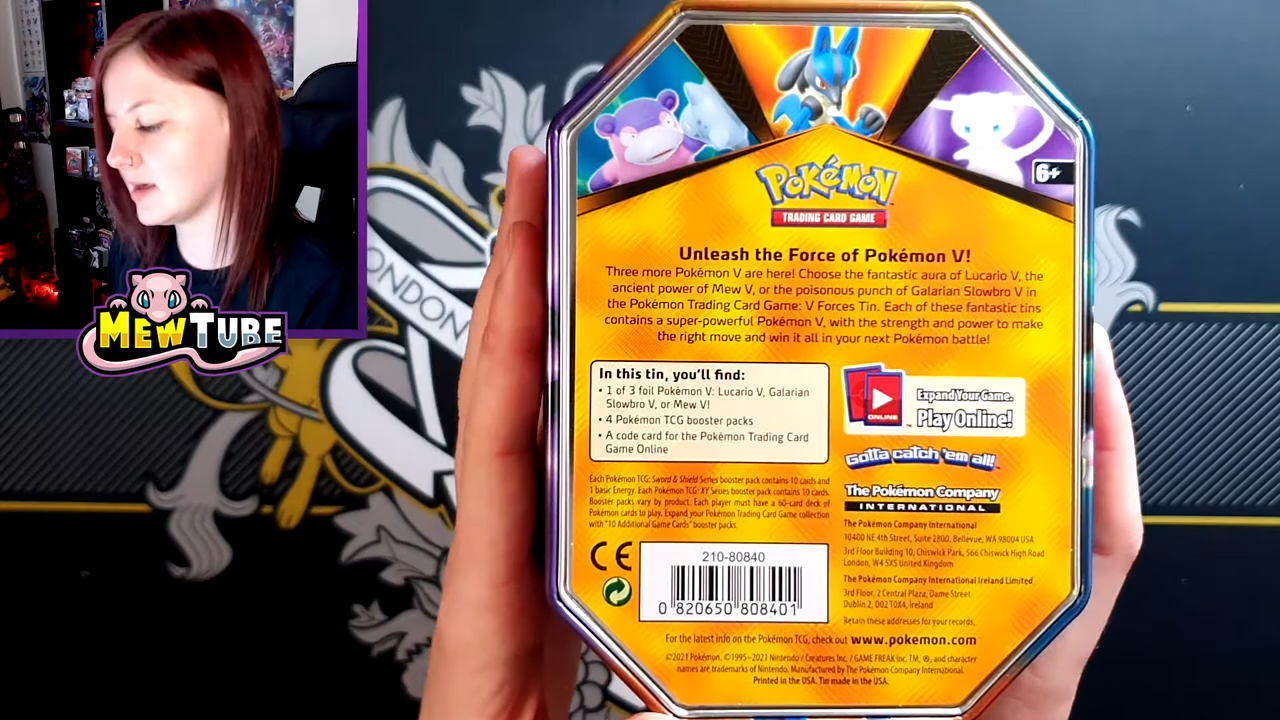 6+
POKÉMON
TRADING CARD GAME
Unleash the Force of Pokémon V!
Three more Pokémon V are here! Choose the fantastic aura of Lucario V, the
ancient power of Mew V, or the poisonous punch of Galarian Slowbro V in
the Pokémon Trading Card Game: V Forces Tin. Each of these fantastic tins
contains a super-powerful Pokémon V, with the strength and power to make
the right move and win it all in your next Pokémon battle!
In this tin, you'll find:
• 1 of 3 foil Pokémon V: Lucario V, Galarian
Slowbro V, or Mew V!
• 4 Pokémon TCG booster packs
• A code card for the Pokémon Trading Card
Game Online
Each Pokémon TCG: Sword & Shield Series booster pack contains 10 cards and
1 basic Energy. Each Pokémon TCG: XY Series booster pack contains 10 cards.
Booster packs vary by product. Each player must have a 60-card deck of
Pokémon cards to play. Expand your Pokémon Trading Card Game collection
with "10 Additional Game Cards" booster packs.
CE
210-80840
0 820650 808401
ONLINE
Expand Your Game.
Play Online!
Gotta catch 'em all!
The Pokémon Company
INTERNATIONAL
The Pokémon Company International
10400 NE 4th Street, Suite 2800, Bellevue, WA 98004 USA
3rd Floor Building 10, Chiswick Park, 566 Chiswick High Road
London, W4 5XS United Kingdom
The Pokémon Company International Ireland Limited
3rd Floor, 2 Central Plaza, Dame Street
Dublin 2, D02 T0X4, Ireland
Retain these addresses for your records.
For the latest info on the Pokémon TCG, check out www.pokemon.com
©2021 Pokémon. ©1995–2021 Nintendo / Creatures Inc. / GAME FREAK inc. TM, ®, and character
names are trademarks of Nintendo. Manufactured by The Pokémon Company International.
Printed in the USA. Tin made in the USA.
MEWTUBE
LONDON